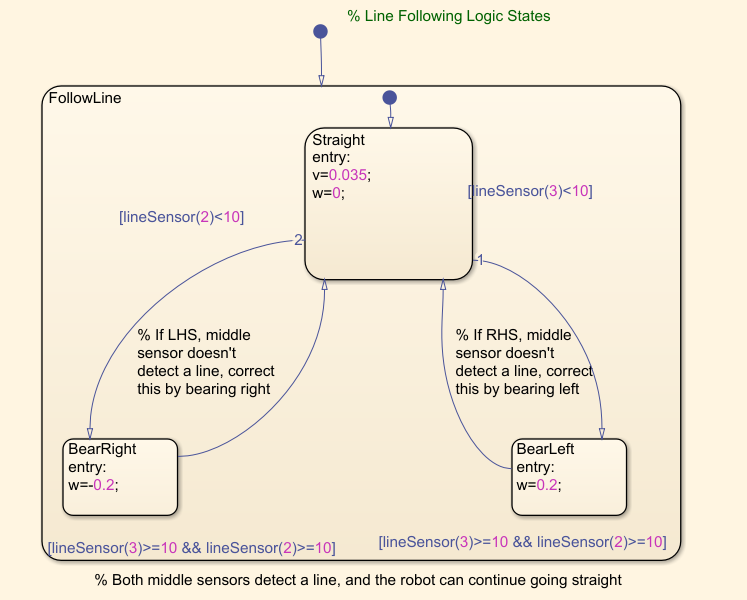 % Line Following Logic States
FollowLine
Straight
entry:
v=0.035;
w=0;
[lineSensor(3)<10]
[lineSensor(2)<10]
2
1
% If LHS, middle
sensor doesn't
detect a line, correct
this by bearing right
% If RHS, middle
sensor doesn't
detect a line, correct
this by bearing left
BearRight
entry:
w=-0.2;
BearLeft
entry:
w=0.2;
[lineSensor(3)>=10 && lineSensor(2)>=10]
[lineSensor(3)>=10 && lineSensor(2)>=10]
% Both middle sensors detect a line, and the robot can continue going straight